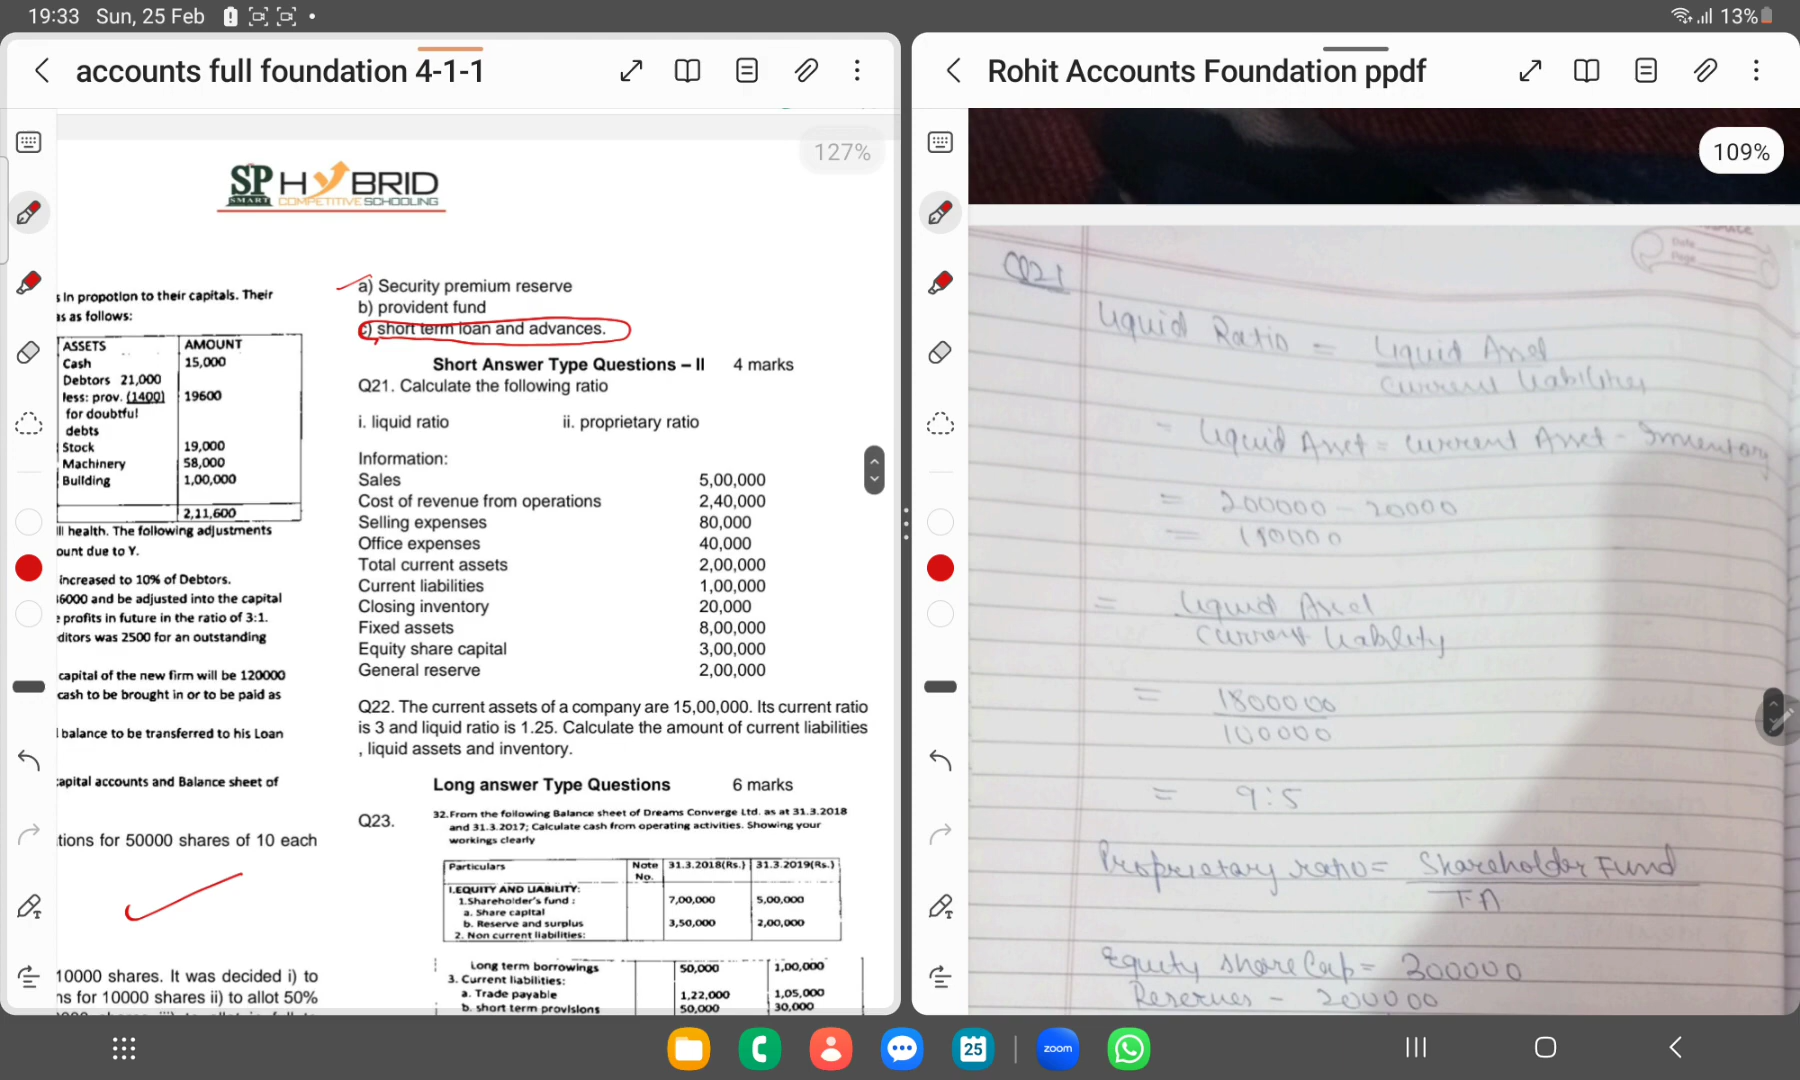 19:33 Sun, 25 Feb
13%
accounts full foundation 4-1-1
127%
SP HYBRID
SMART COMPETITIVE SCHOOLING
s in propotion to their capitals. Their
as as follows:
ASSETS AMOUNT
Cash 15,000
Debtors 21,000
less: prov. (1400) 19600
for doubtful
debts
Stock 19,000
Machinery 58,000
Building 1,00,000
2,11,600
ll health. The following adjustments
ount due to Y.
increased to 10% of Debtors.
6000 and be adjusted into the capital
e profits in future in the ratio of 3:1.
ditors was 2500 for an outstanding
capital of the new firm will be 120000
cash to be brought in or to be paid as
balance to be transferred to his Loan
capital accounts and Balance sheet of
tions for 50000 shares of 10 each
10000 shares. It was decided i) to
ns for 10000 shares ii) to allot 50%
a) Security premium reserve
b) provident fund
c) short term loan and advances.
Short Answer Type Questions – II 4 marks
Q21. Calculate the following ratio
i. liquid ratio ii. proprietary ratio
Information:
Sales 5,00,000
Cost of revenue from operations 2,40,000
Selling expenses 80,000
Office expenses 40,000
Total current assets 2,00,000
Current liabilities 1,00,000
Closing inventory 20,000
Fixed assets 8,00,000
Equity share capital 3,00,000
General reserve 2,00,000
Q22. The current assets of a company are 15,00,000. Its current ratio
is 3 and liquid ratio is 1.25. Calculate the amount of current liabilities
, liquid assets and inventory.
Long answer Type Questions 6 marks
Q23. 32.From the following Balance sheet of Dreams Converge Ltd. as at 31.3.2018
and 31.3.2017; Calculate cash from operating activities. Showing your
workings clearly
Particulars Note No. 31.3.2018(Rs.) 31.3.2019(Rs.)
I.EQUITY AND LIABILITY:
1.Shareholder's fund : 7,00,000 5,00,000
a. Share capital
b. Reserve and surplus 3,50,000 2,00,000
2. Non current liabilities:
Long term borrowings 50,000 1,00,000
3. Current liabilities:
a. Trade payable 1,22,000 1,05,000
b. short term provisions 50,000 30,000
Rohit Accounts Foundation ppdf
109%
Date
Page
Q21
Liquid Ratio = Liquid Asset
Current Liabilities
= Liquid Asset = Current Asset - Inventory
= 200000 - 20000
= 180000
= Liquid Asset
Current Liability
= 1800000
100000
= 9:5
Proprietary ratio = Shareholder Fund
T.A
Equity share Cap = 300000
Reserves - 200000
25
zoom